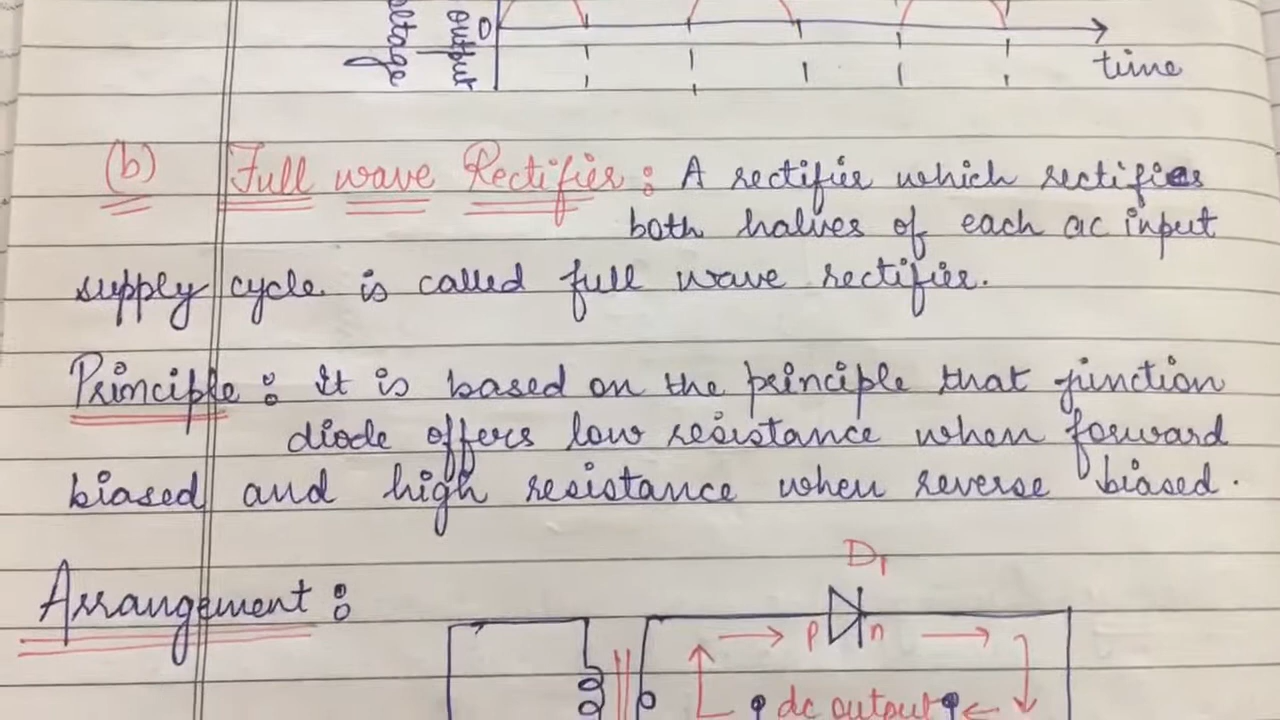 0
output
oltage
time
(b) Full wave Rectifier: A rectifier which rectifies
both halves of each ac input
supply cycle is called full wave rectifier.
Principle: It is based on the principle that junction
diode offers low resistance when forward
biased and high resistance when reverse biased.
D1
Arrangement:
p n
dc output